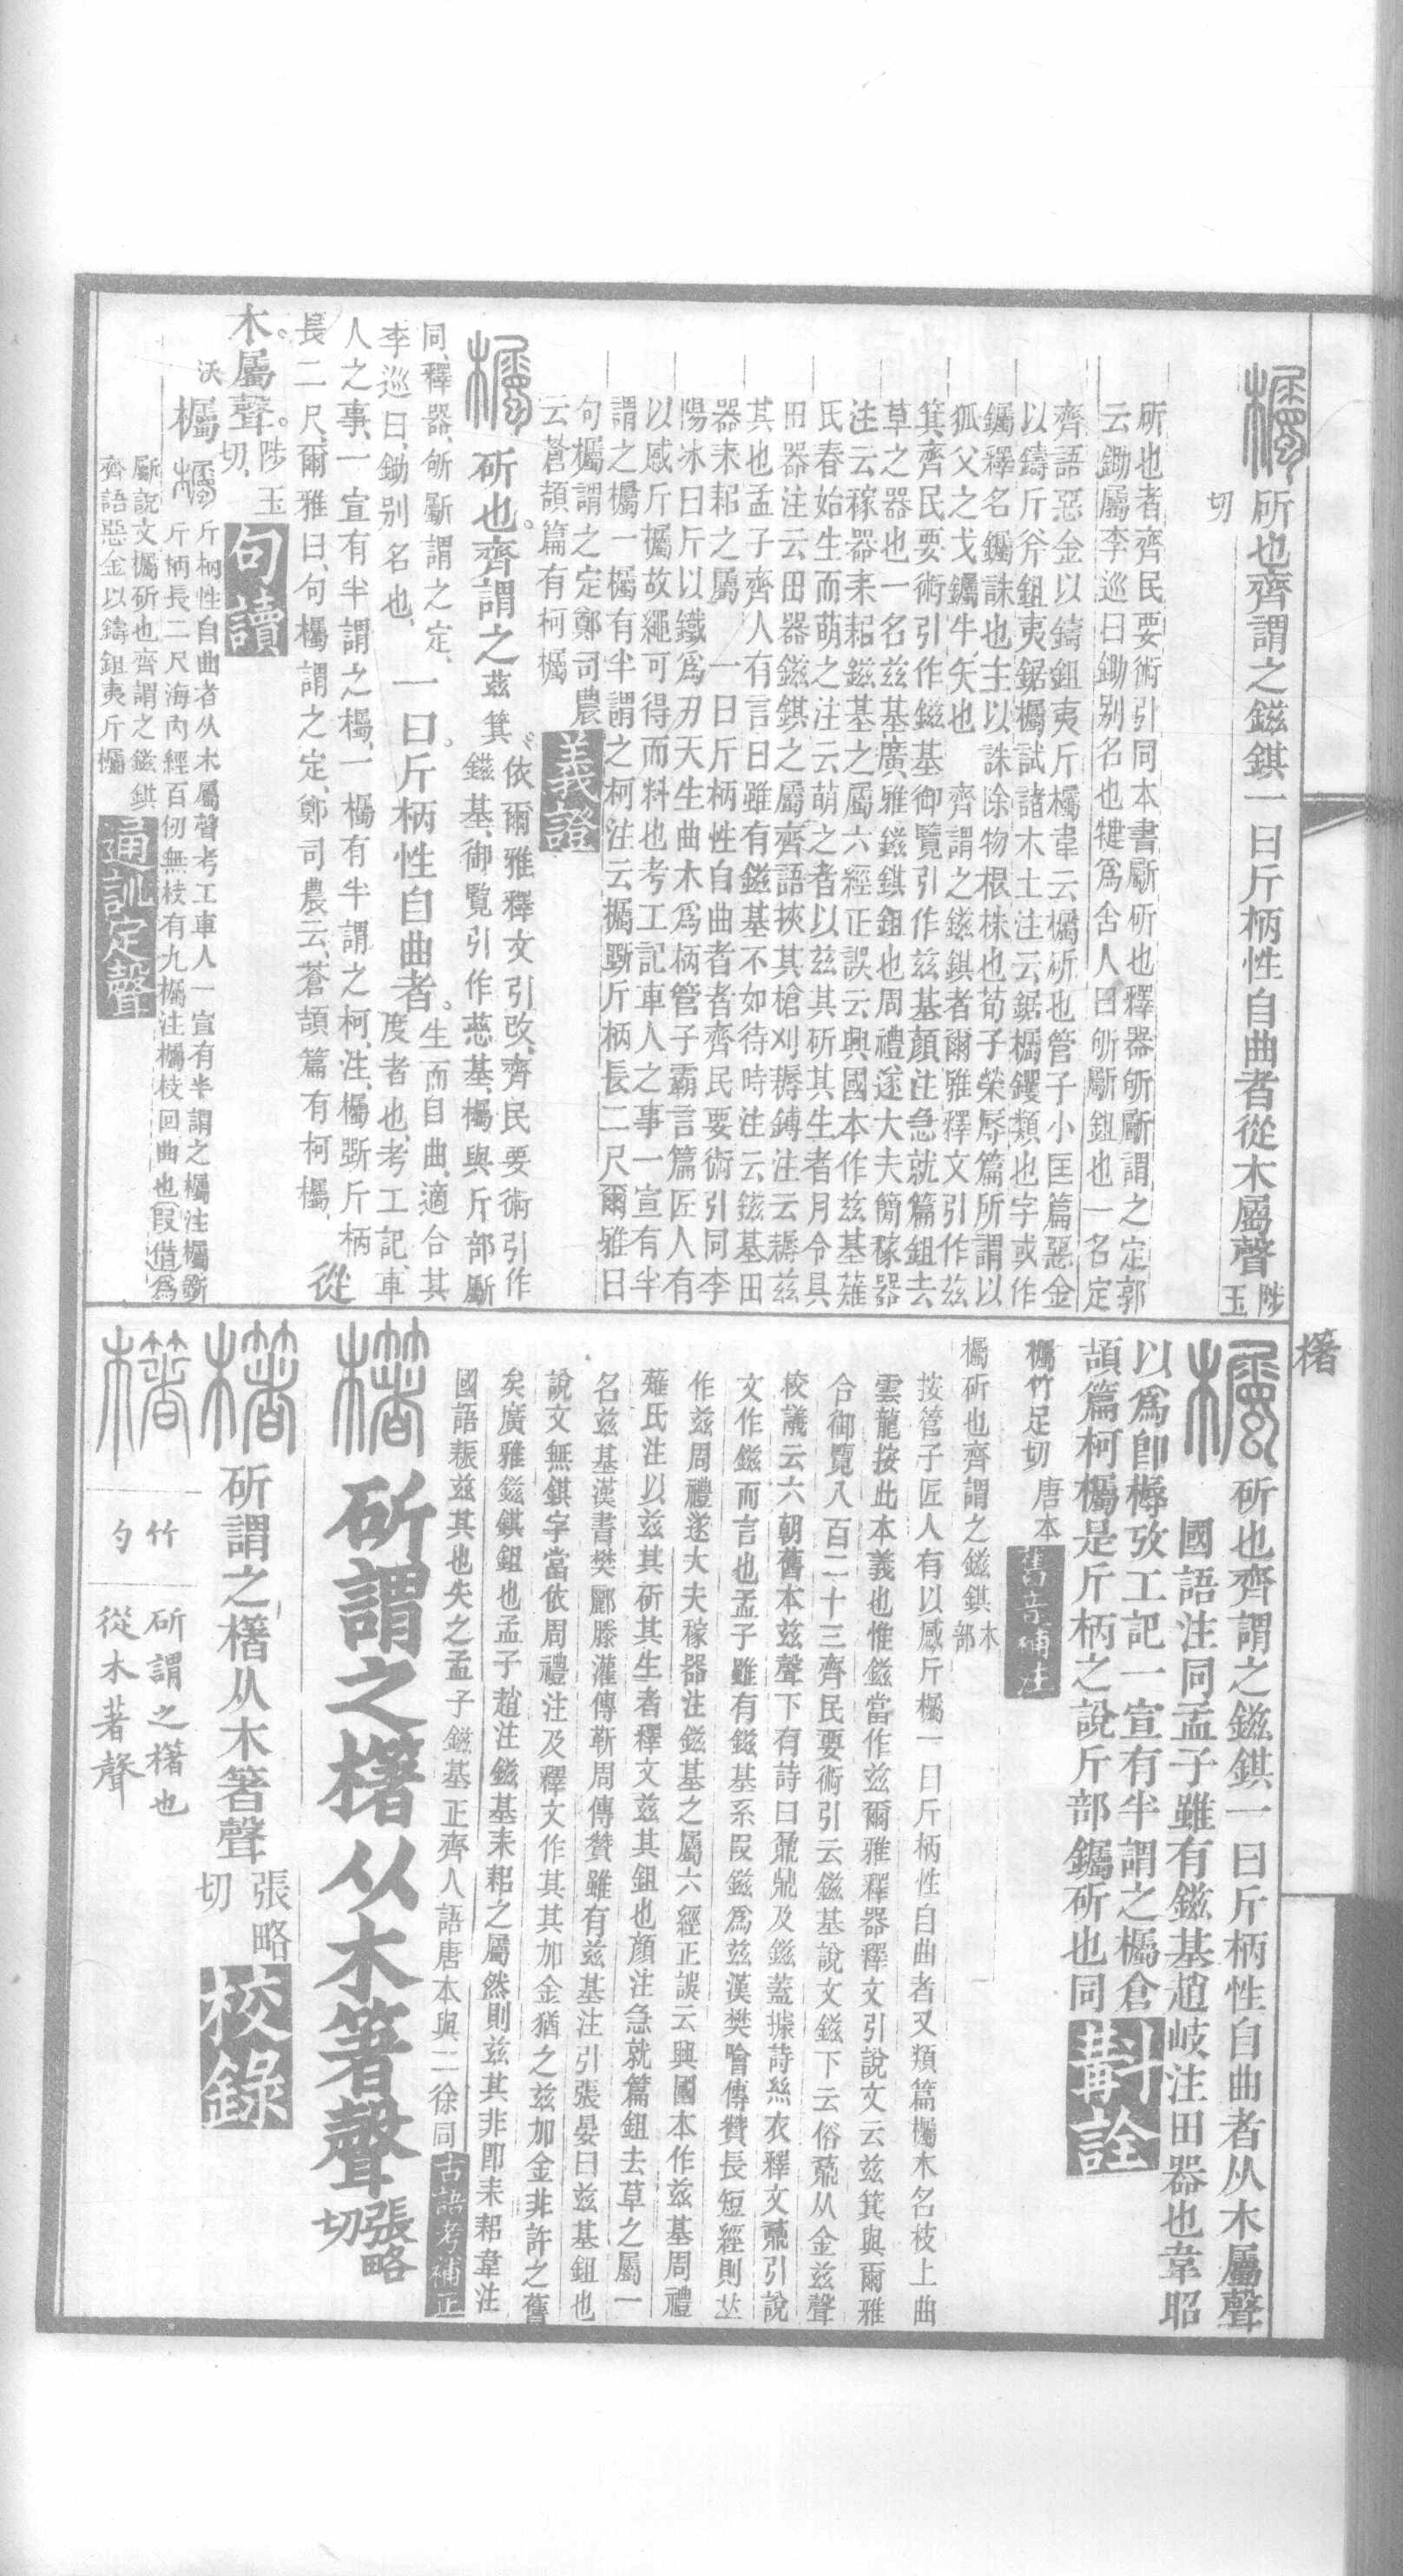 斫也齊謂之鎡錤一曰斤柄性自曲者從木屬聲陟玉
切
斫也者齊民要術引同本書斸斫也釋器斪斸謂之定郭
云鋤屬李巡曰鋤別名也犍爲舍人曰斪斸鉏也一名定
齊語惡金以鑄鉏夷斤欘韋云欘斫也管子小匡篇惡金
以鑄斤斧鉏夷鋸欘試諸木土注云鋸欘钁類也字或作
钃釋名钃誅也主以誅除物根株也荀子榮辱篇所謂以
狐父之戈钃牛矢也　齊謂之鎡錤者爾雅釋文引作茲
箕齊民要術引作鎡基御覽引作茲基顏注急就篇鉏去
草之器也一名茲基廣雅鎡錤鉏也周禮遂大夫簡稼器
注云稼器耒耜鎡基之屬六經正誤云興國本作茲基薙
氏春始生而萌之注云萌之者以茲其斫其生者月令具
田器注云田器鎡錤之屬齊語挾其槍刈耨鎛注云耨茲
其也孟子齊人有言曰雖有鎡基不如待時注云鎡基田
器耒耜之屬　一曰斤柄性自曲者者齊民要術引同李
陽冰曰斤以鐵爲刃天生曲木爲柄管子霸言篇匠人有
以感斤欘故繩可得而料也考工記車人之事一宣有半
謂之欘一欘有半謂之柯注云欘斲斤柄長二尺爾雅曰
句欘謂之定鄭司農
云蒼頡篇有柯欘
義證
斫也。齊謂之茲箕、依爾雅釋文引改、齊民要術引作
鎡基、御覽引作慈基、欘與斤部斸
同、釋器、斪斸謂之定、
李巡曰、鋤別名也、
一曰斤柄性自曲者。生而自曲、適合其
度者也、考工記、車
人之事、一宣有半謂之欘、一欘有半謂之柯、注、欘斲斤柄
長二尺、爾雅曰、句欘謂之定、鄭司農云、蒼頡篇有柯欘、從
木。屬聲。陟玉
切、
句讀
沃
欘
斤柄性自曲者从木屬聲考工車人一宣有半謂之欘注欘斲
斤柄長二尺海內經百仞無枝有九欘注欘枝回曲也叚借爲
斸說文欘斫也齊謂之鎡錤
齊語惡金以鑄鉏夷斤欘
通訓定聲
櫡
斫也齊謂之鎡錤一曰斤柄性自曲者从木屬聲
國語注同孟子雖有鎡基趙岐注田器也韋昭
以爲卽耨攷工記一宣有半謂之欘倉
頡篇柯欘是斤柄之說斤部钃斫也同
斠詮
欘竹足切　唐本
舊音補注
欘斫也齊謂之鎡錤木部
按管子匠人有以感斤欘一曰斤柄性自曲者又類篇欘木名枝上曲
雲龍按此本義也惟鎡當作茲爾雅釋器釋文引說文云茲箕與爾雅
合御覽八百二十三齊民要術引云鎡基說文鎡下云俗鼒从金茲聲
校議云六朝舊本茲聲下有詩曰鼐鼎及鎡蓋據詩絲衣釋文鼒引說
文作鎡而言也孟子雖有鎡基系叚鎡爲茲漢樊噲傳贊長短經則竝
作茲周禮遂大夫稼器注鎡基之屬六經正誤云興國本作茲基周禮
薙氏注以茲其斫其生者釋文茲其鉏也顏注急就篇鉏去草之屬一
名茲基漢書樊酈滕灌傳靳周傳贊雖有茲基注引張晏曰茲基鉏也
說文無錤字當依周禮注及釋文作其其加金猶之茲加金非許之舊
矣廣雅鎡錤鉏也孟子趙注鎡基耒耜之屬然則茲其非卽耒耜韋注
國語耨茲其也失之孟子鎡基正齊人語唐本與二徐同
古語考補正
斫謂之櫡从木箸聲張略
切
斫謂之櫡从木箸聲張略
切
校錄
竹
勺
斫謂之櫡也
從木著聲